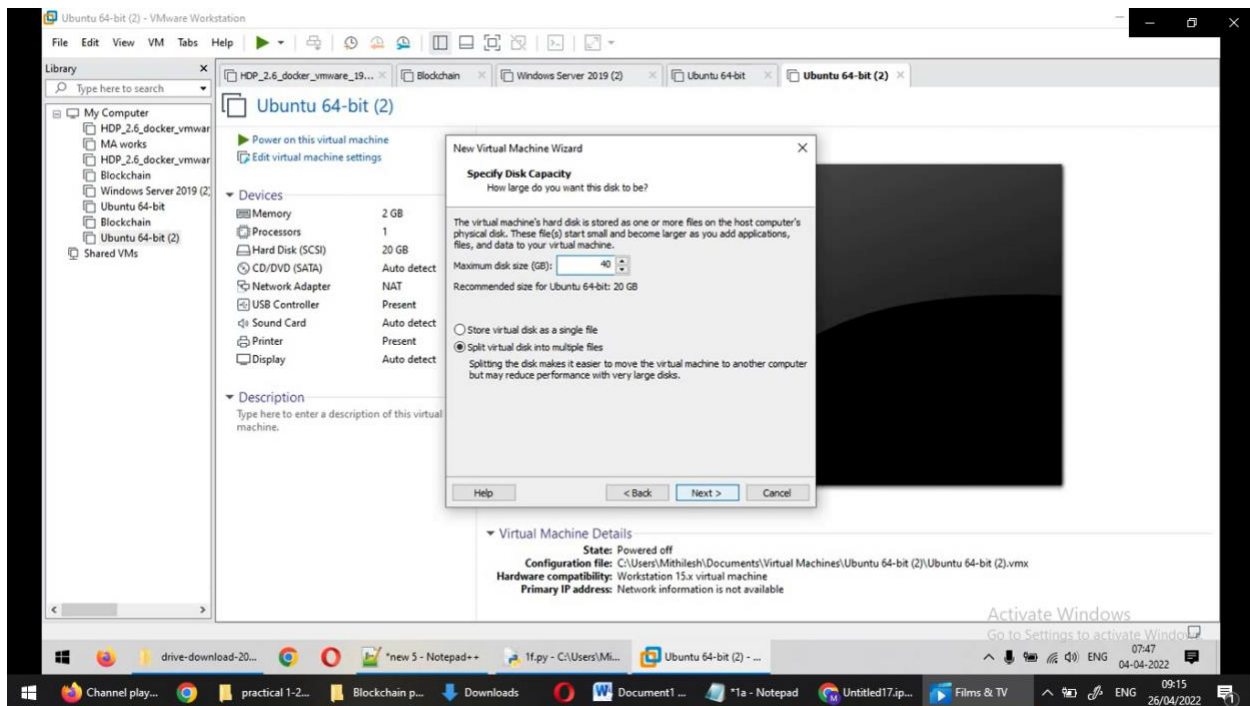 Ubuntu 64-bit (2) - VMware Workstation
File Edit View VM Tabs Help
Library
Type here to search
My Computer
HDP_2.6_docker_vmwar
MA works
HDP_2.6_docker_vmwar
Blockchain
Windows Server 2019 (2)
Ubuntu 64-bit
Blockchain
Ubuntu 64-bit (2)
Shared VMs
HDP_2.6_docker_vmware_19... Blockchain Windows Server 2019 (2) Ubuntu 64-bit Ubuntu 64-bit (2)
Ubuntu 64-bit (2)
Power on this virtual machine
Edit virtual machine settings
Devices
Memory 2 GB
Processors 1
Hard Disk (SCSI) 20 GB
CD/DVD (SATA) Auto detect
Network Adapter NAT
USB Controller Present
Sound Card Auto detect
Printer Present
Display Auto detect
Description
Type here to enter a description of this virtual
machine.
New Virtual Machine Wizard
Specify Disk Capacity
How large do you want this disk to be?
The virtual machine's hard disk is stored as one or more files on the host computer's
physical disk. These file(s) start small and become larger as you add applications,
files, and data to your virtual machine.
Maximum disk size (GB): 40
Recommended size for Ubuntu 64-bit: 20 GB
Store virtual disk as a single file
Split virtual disk into multiple files
Splitting the disk makes it easier to move the virtual machine to another computer
but may reduce performance with very large disks.
Help < Back Next > Cancel
Virtual Machine Details
State: Powered off
Configuration file: C:\Users\Mithilesh\Documents\Virtual Machines\Ubuntu 64-bit (2)\Ubuntu 64-bit (2).vmx
Hardware compatibility: Workstation 15.x virtual machine
Primary IP address: Network information is not available
Activate Windows
Go to Settings to activate Windows
drive-download-20... *new 5 - Notepad++ 1f.py - C:\Users\Mi... Ubuntu 64-bit (2) - ... ENG 07:47
04-04-2022
Channel play... practical 1-2... Blockchain p... Downloads Document1 ... *1a - Notepad Untitled17.ip... Films & TV ENG 09:15
26/04/2022